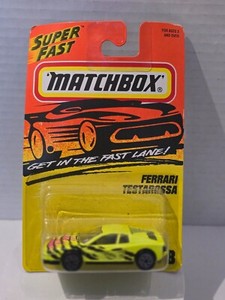 SUPER
FAST
MATCHBOX®
GET IN THE FAST LANE!
FERRARI
TESTAROSSA